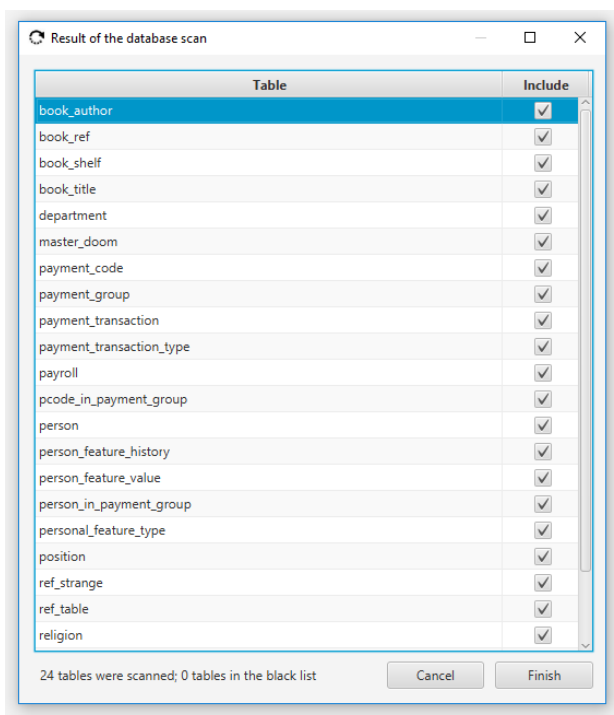 Result of the database scan
Table Include
book_author
book_ref
book_shelf
book_title
department
master_doom
payment_code
payment_group
payment_transaction
payment_transaction_type
payroll
pcode_in_payment_group
person
person_feature_history
person_feature_value
person_in_payment_group
personal_feature_type
position
ref_strange
ref_table
religion
24 tables were scanned; 0 tables in the black list Cancel Finish